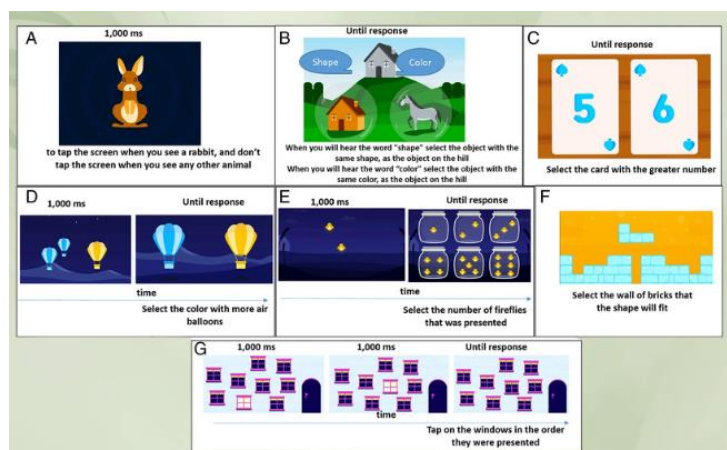 A
1,000 ms
to tap the screen when you see a rabbit, and don't
tap the screen when you see any other animal
B
Until response
Shape
Color
When you will hear the word "shape" select the object with the
same shape, as the object on the hill
When you will hear the word "color" select the object with the
same color, as the object on the hill
C
Until response
5
6
Select the card with the greater number
D
1,000 ms
Until response
time
Select the color with more air
balloons
E
1,000 ms
Until response
time
Select the number of fireflies
that was presented
F
Select the wall of bricks that
the shape will fit
G
1,000 ms
1,000 ms
Until response
time
Tap on the windows in the order
they were presented